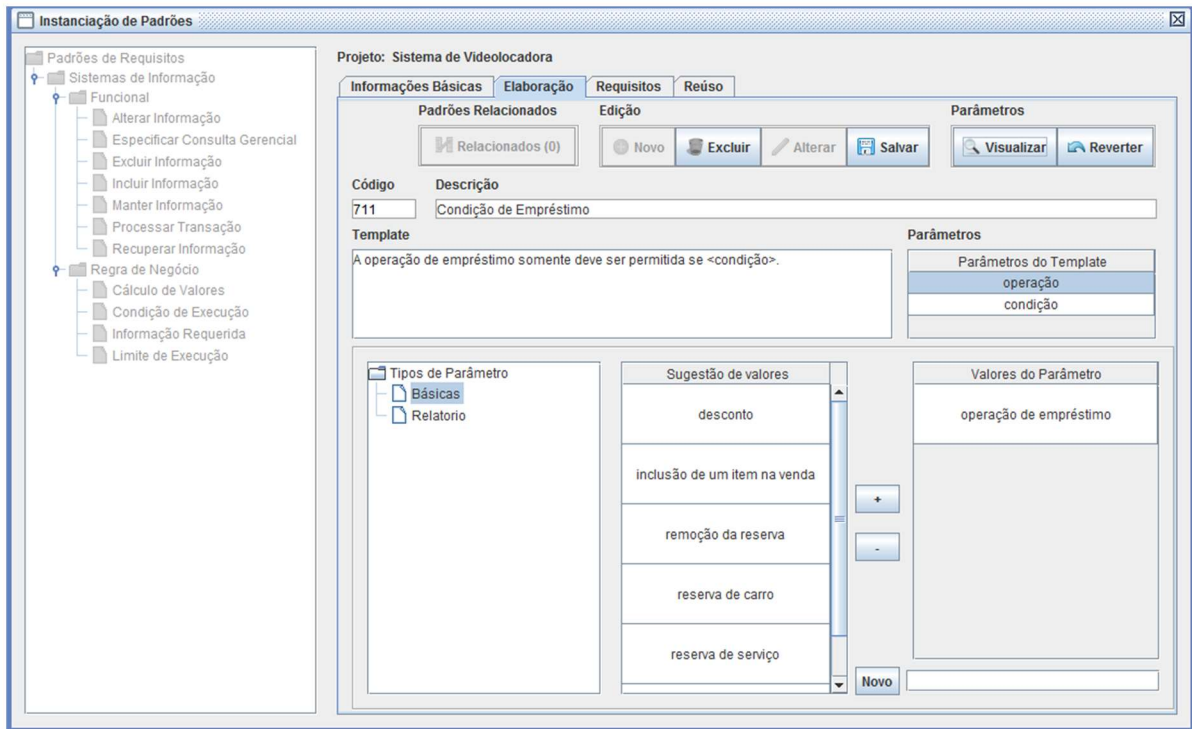 Instanciação de Padrões
Padrões de Requisitos
Sistemas de Informação
Funcional
Alterar Informação
Especificar Consulta Gerencial
Excluir Informação
Incluir Informação
Manter Informação
Processar Transação
Recuperar Informação
Regra de Negócio
Cálculo de Valores
Condição de Execução
Informação Requerida
Limite de Execução
Projeto: Sistema de Videolocadora
Informações Básicas Elaboração Requisitos Reúso
Padrões Relacionados Edição Parâmetros
Relacionados (0) Novo Excluir Alterar Salvar Visualizar Reverter
Código Descrição
711 Condição de Empréstimo
Template Parâmetros
A operação de empréstimo somente deve ser permitida se <condição>.
Parâmetros do Template
operação
condição
Tipos de Parâmetro
Básicas
Relatorio
Sugestão de valores
desconto
inclusão de um item na venda
remoção da reserva
reserva de carro
reserva de serviço
+
-
Novo
Valores do Parâmetro
operação de empréstimo